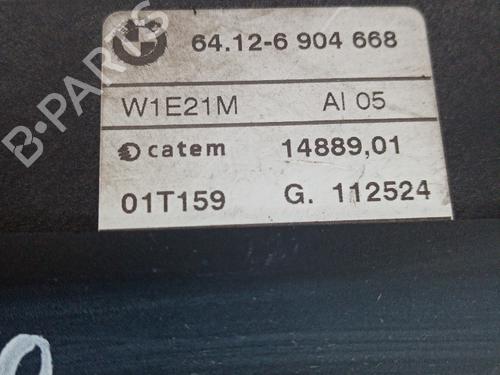 64.12-6 904 668
W1E21M AI 05
catem 14889,01
01T159 G. 112524
B-PARTS